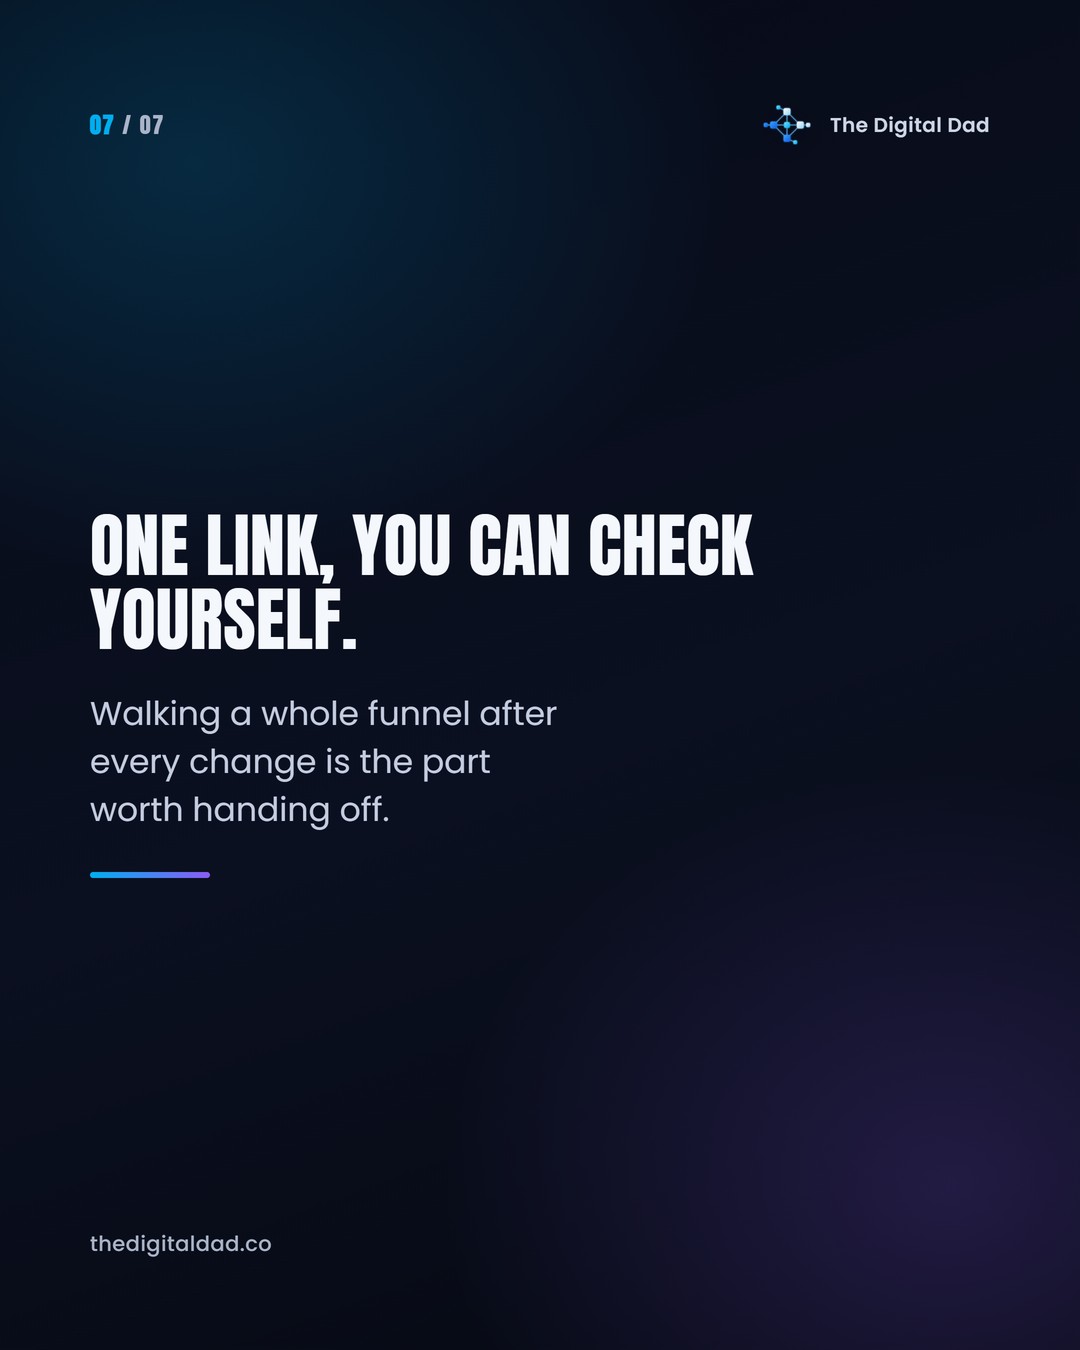 07 / 07
The Digital Dad
ONE LINK, YOU CAN CHECK
YOURSELF.
Walking a whole funnel after
every change is the part
worth handing off.
thedigitaldad.co